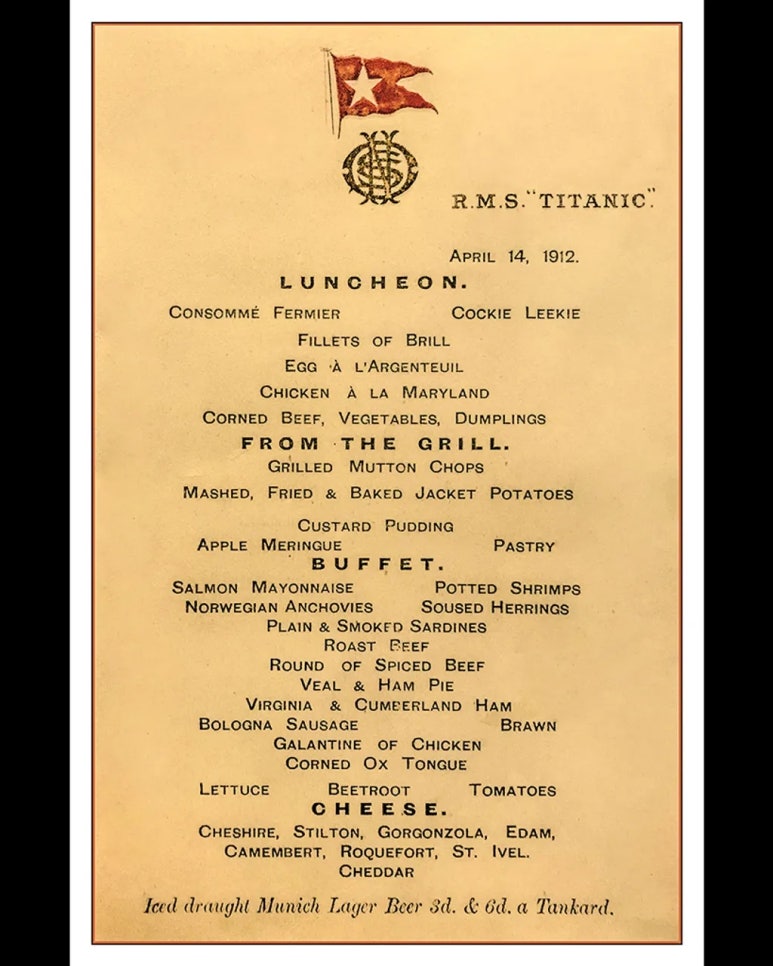 R.M.S. "TITANIC".
APRIL 14, 1912.
LUNCHEON.
CONSOMMÉ FERMIER COCKIE LEEKIE
FILLETS OF BRILL
EGG À L'ARGENTEUIL
CHICKEN À LA MARYLAND
CORNED BEEF, VEGETABLES, DUMPLINGS
FROM THE GRILL.
GRILLED MUTTON CHOPS
MASHED, FRIED & BAKED JACKET POTATOES
CUSTARD PUDDING
APPLE MERINGUE PASTRY
BUFFET.
SALMON MAYONNAISE POTTED SHRIMPS
NORWEGIAN ANCHOVIES SOUSED HERRINGS
PLAIN & SMOKED SARDINES
ROAST BEEF
ROUND OF SPICED BEEF
VEAL & HAM PIE
VIRGINIA & CUMBERLAND HAM
BOLOGNA SAUSAGE BRAWN
GALANTINE OF CHICKEN
CORNED OX TONGUE
LETTUCE BEETROOT TOMATOES
CHEESE.
CHESHIRE, STILTON, GORGONZOLA, EDAM,
CAMEMBERT, ROQUEFORT, ST. IVEL.
CHEDDAR
Iced draught Munich Lager Beer 3d. & 6d. a Tankard.